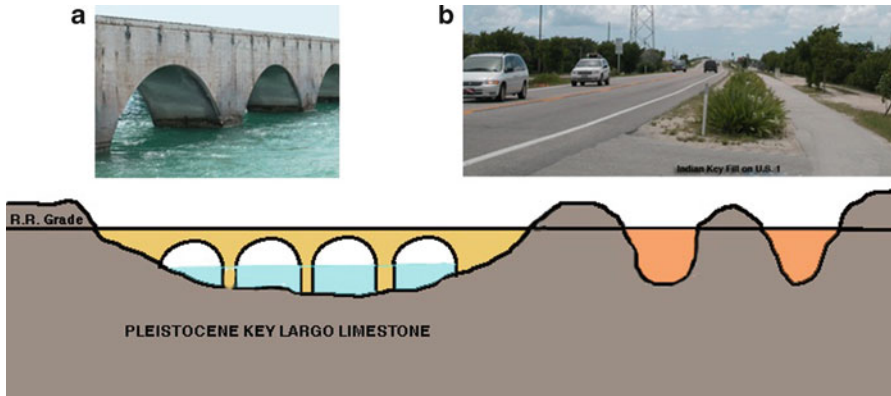 a
b
Indian Key Fill on U.S. 1
R.R. Grade
PLEISTOCENE KEY LARGO LIMESTONE